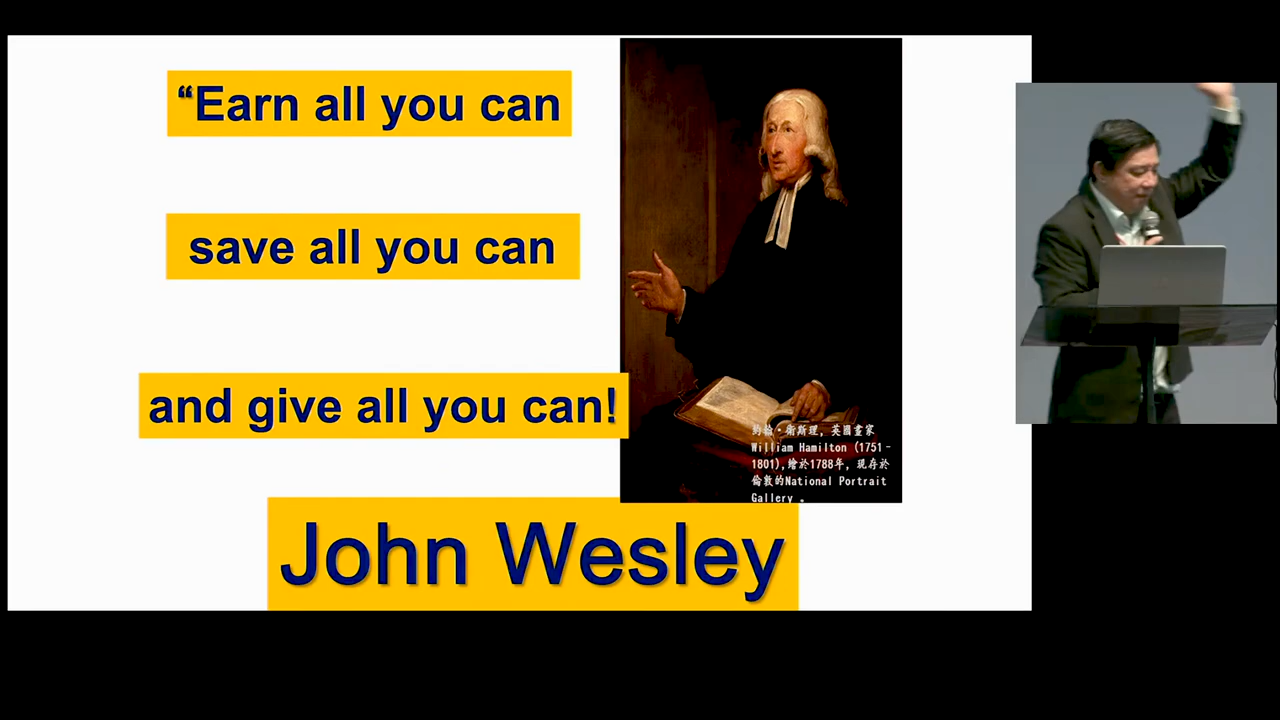 “Earn all you can
save all you can
and give all you can!
約翰·衛斯理, 英國畫家
William Hamilton (1751-
1801),繪於1788年, 現存於
倫敦的National Portrait
Gallery 。
John Wesley